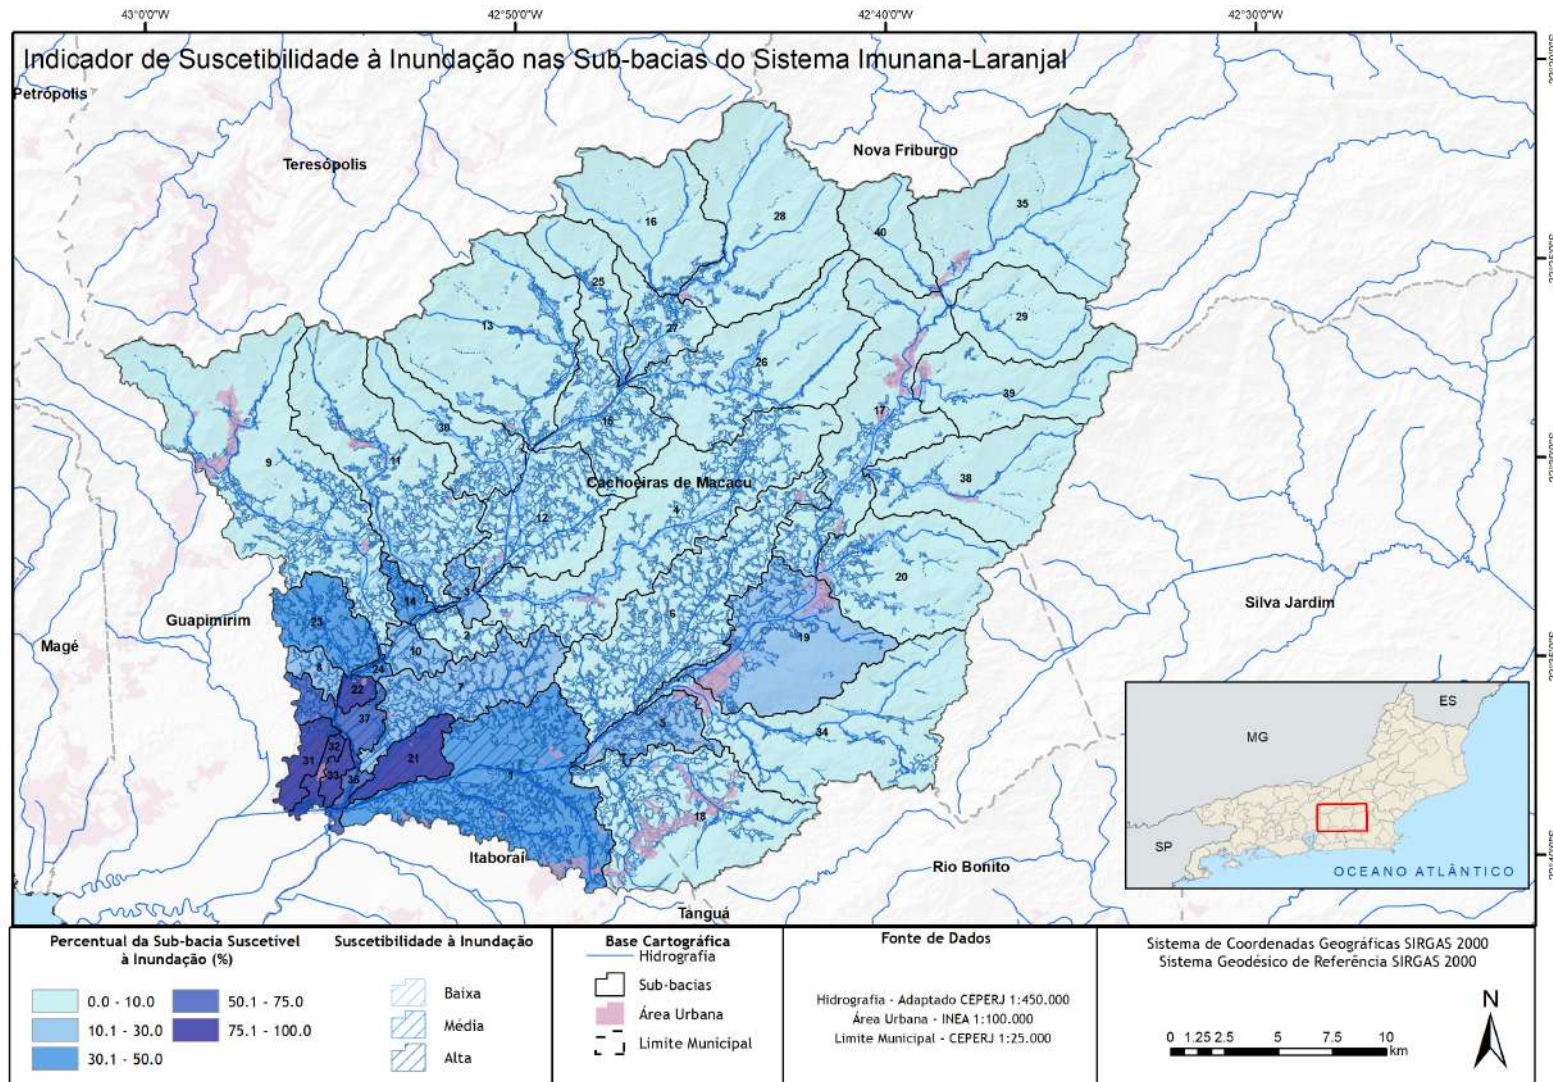 43°0'0"W
42°50'0"W
42°40'0"W
42°30'0"W
Indicador de Suscetibilidade à Inundação nas Sub-bacias do Sistema Imunana-Laranjal
Petrópolis
Teresópolis
Nova Friburgo
35
16
28
40
25
13
27
29
26
39
17
15
30
11
9
38
Cachoeiras de Macacu
4
12
20
3
14
6
Silva Jardim
Guapimirim
23
2
19
Magé
10
8
24
7
22
37
5
34
32
31
21
33
36
1
18
Itaboraí
Rio Bonito
Tanguá
MG
ES
SP
OCEANO ATLÂNTICO
Percentual da Sub-bacia Suscetível
à Inundação (%)
0.0 - 10.0
10.1 - 30.0
30.1 - 50.0
50.1 - 75.0
75.1 - 100.0
Suscetibilidade à Inundação
Baixa
Média
Alta
Base Cartográfica
Hidrografia
Sub-bacias
Área Urbana
Limite Municipal
Fonte de Dados
Hidrografia - Adaptado CEPERJ 1:450.000
Área Urbana - INEA 1:100.000
Limite Municipal - CEPERJ 1:25.000
Sistema de Coordenadas Geográficas SIRGAS 2000
Sistema Geodésico de Referência SIRGAS 2000
N
0 1.25 2.5 5 7.5 10
km